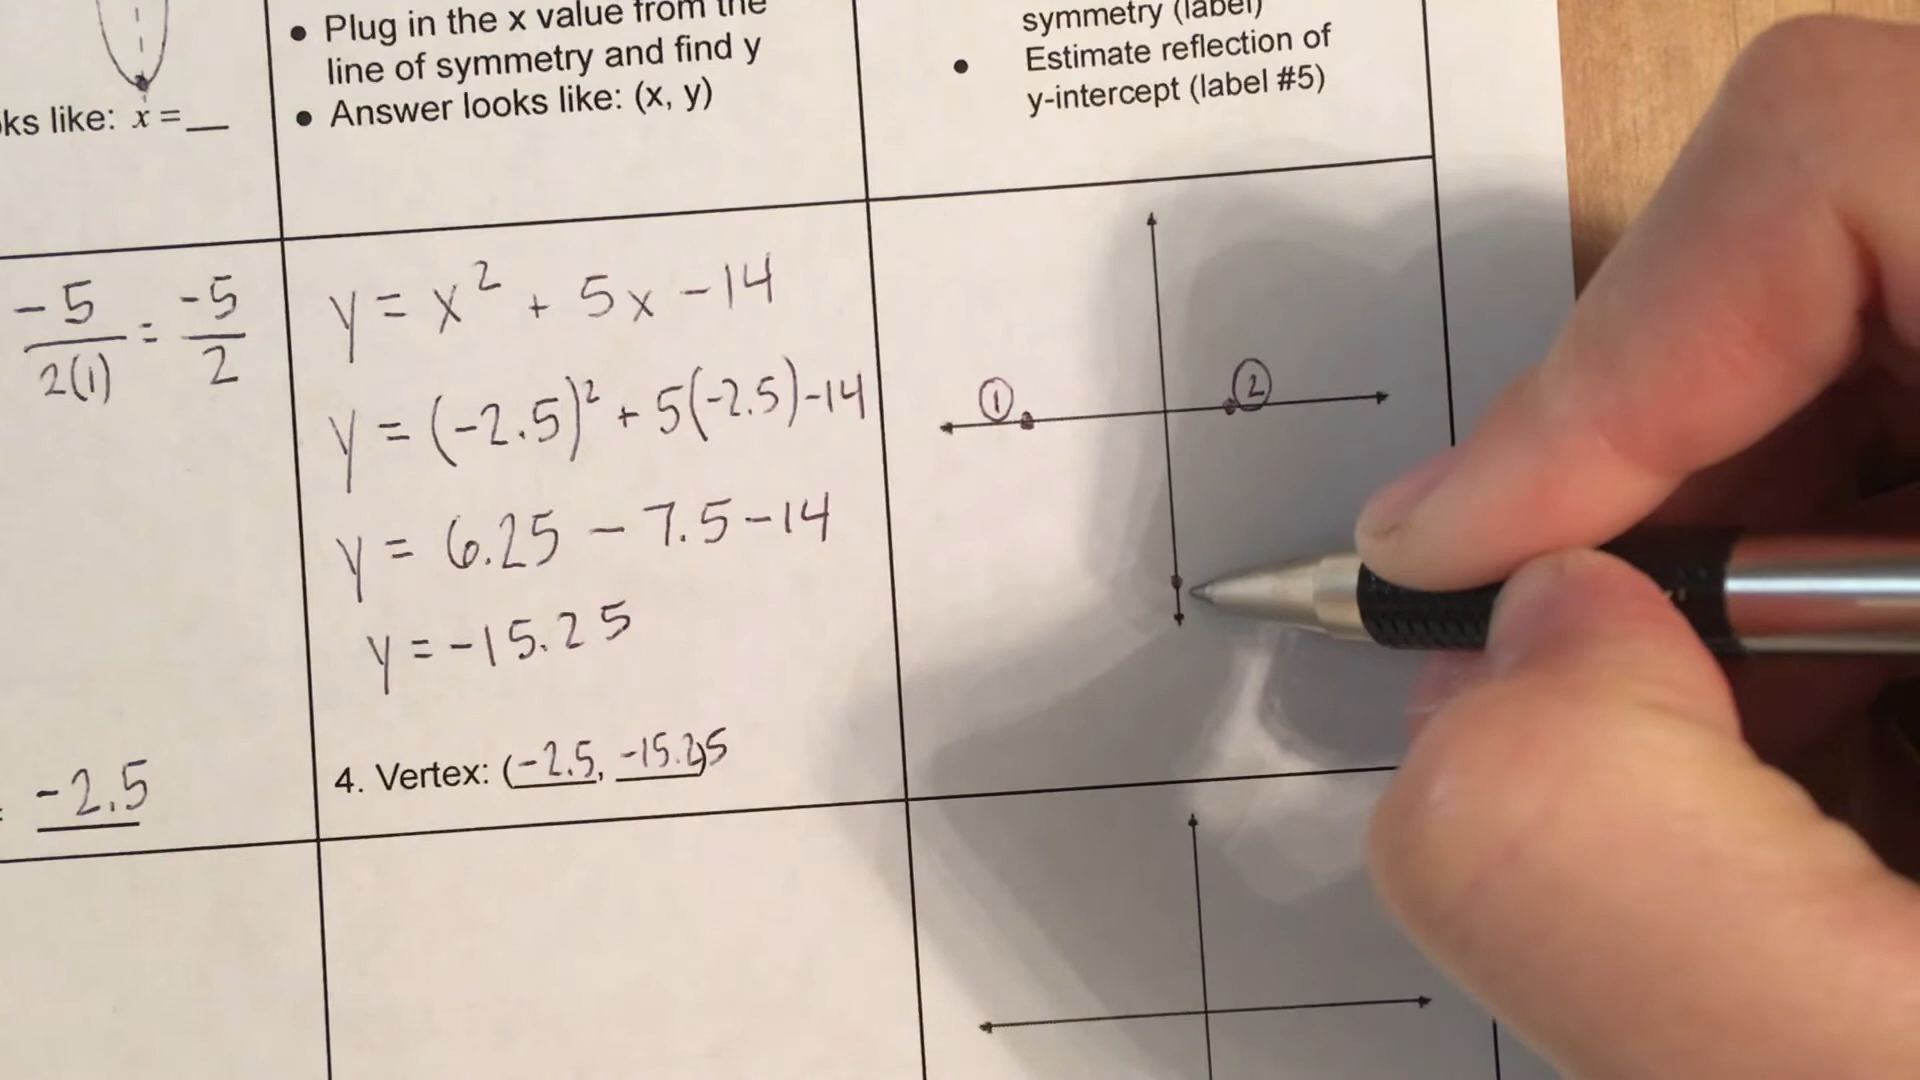 • Plug in the x value from the
line of symmetry and find y
• Answer looks like: (x, y)
symmetry (label)
• Estimate reflection of
y-intercept (label #5)
ks like: x = __
-5/2(1) = -5/2
-2.5
y = x² + 5x - 14
y = (-2.5)² + 5(-2.5) - 14
y = 6.25 - 7.5 - 14
y = -15.25
4. Vertex: (-2.5, -15.25)
① ②